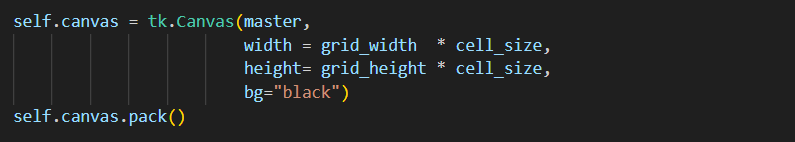 self.canvas = tk.Canvas(master,
width = grid_width  * cell_size,
height= grid_height * cell_size,
bg="black")
self.canvas.pack()